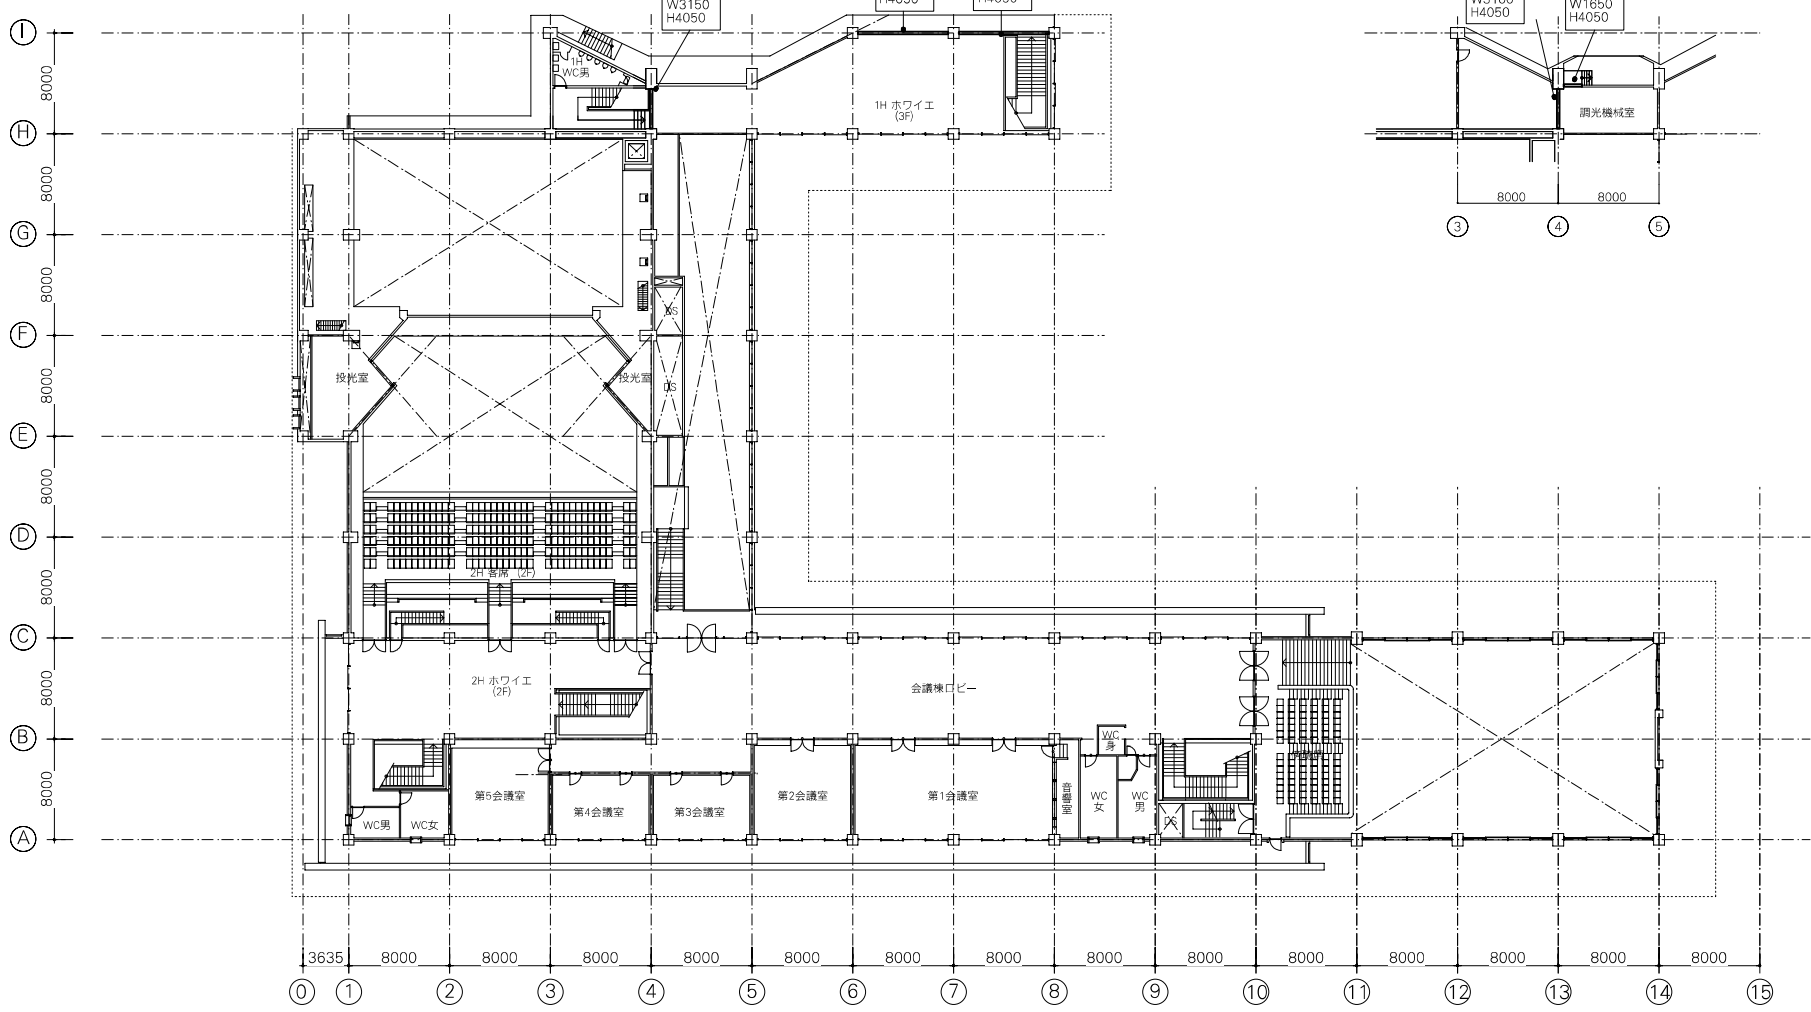 W3150
H4050
H4050
W1650
H4050
I
8000
1H
WC男
1H ホワイエ
(3F)
調光機械室
H
8000
8000
8000
3
4
5
G
8000
DS
F
8000
投光室
投光室
DS
E
8000
D
8000
2H 客席 (2F)
C
8000
2H ホワイエ
(2F)
会議棟ロビー
B
8000
WC
身
第5会議室
第4会議室
第3会議室
第2会議室
第1会議室
音響室
WC
女
WC
男
WC男
WC女
DS
A
3635
8000
8000
8000
8000
8000
8000
8000
8000
8000
8000
8000
8000
8000
8000
0
1
2
3
4
5
6
7
8
9
10
11
12
13
14
15